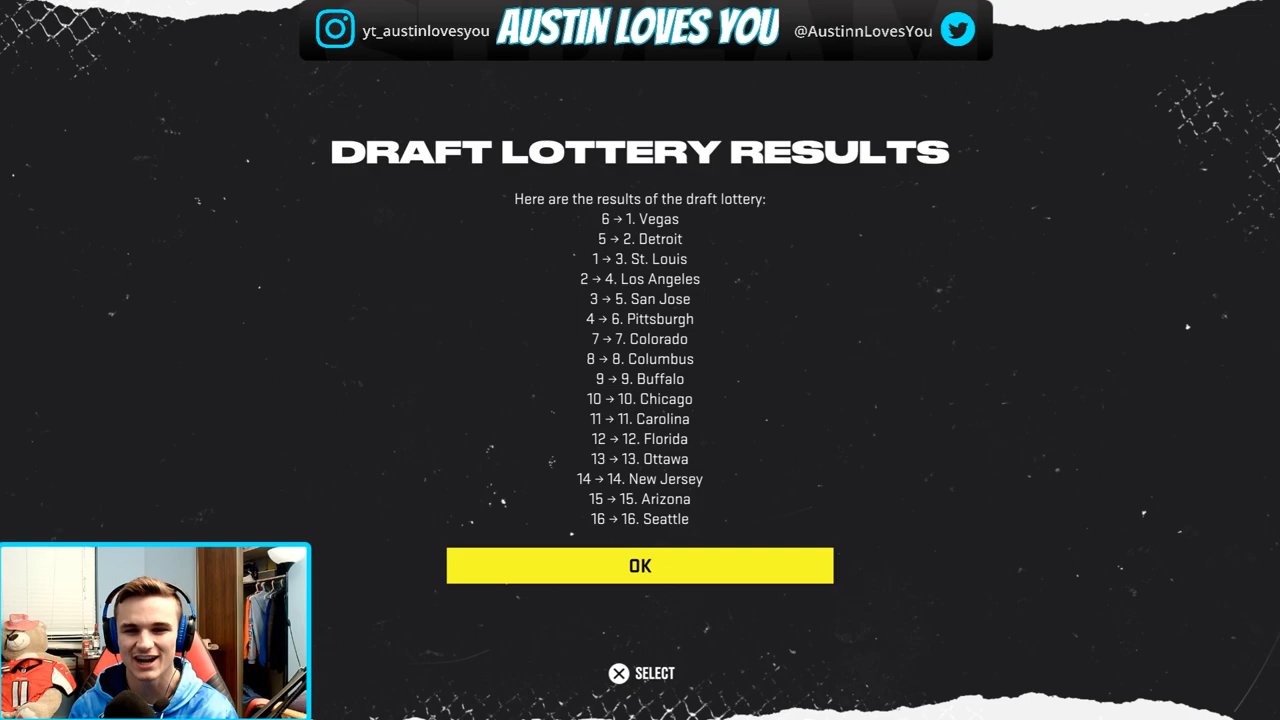 yt_austinlovesyou
AUSTIN LOVES YOU
@AustinnLovesYou
DRAFT LOTTERY RESULTS
Here are the results of the draft lottery:
6 → 1. Vegas
5 → 2. Detroit
1 → 3. St. Louis
2 → 4. Los Angeles
3 → 5. San Jose
4 → 6. Pittsburgh
7 → 7. Colorado
8 → 8. Columbus
9 → 9. Buffalo
10 → 10. Chicago
11 → 11. Carolina
12 → 12. Florida
13 → 13. Ottawa
14 → 14. New Jersey
15 → 15. Arizona
16 → 16. Seattle
OK
SELECT
11